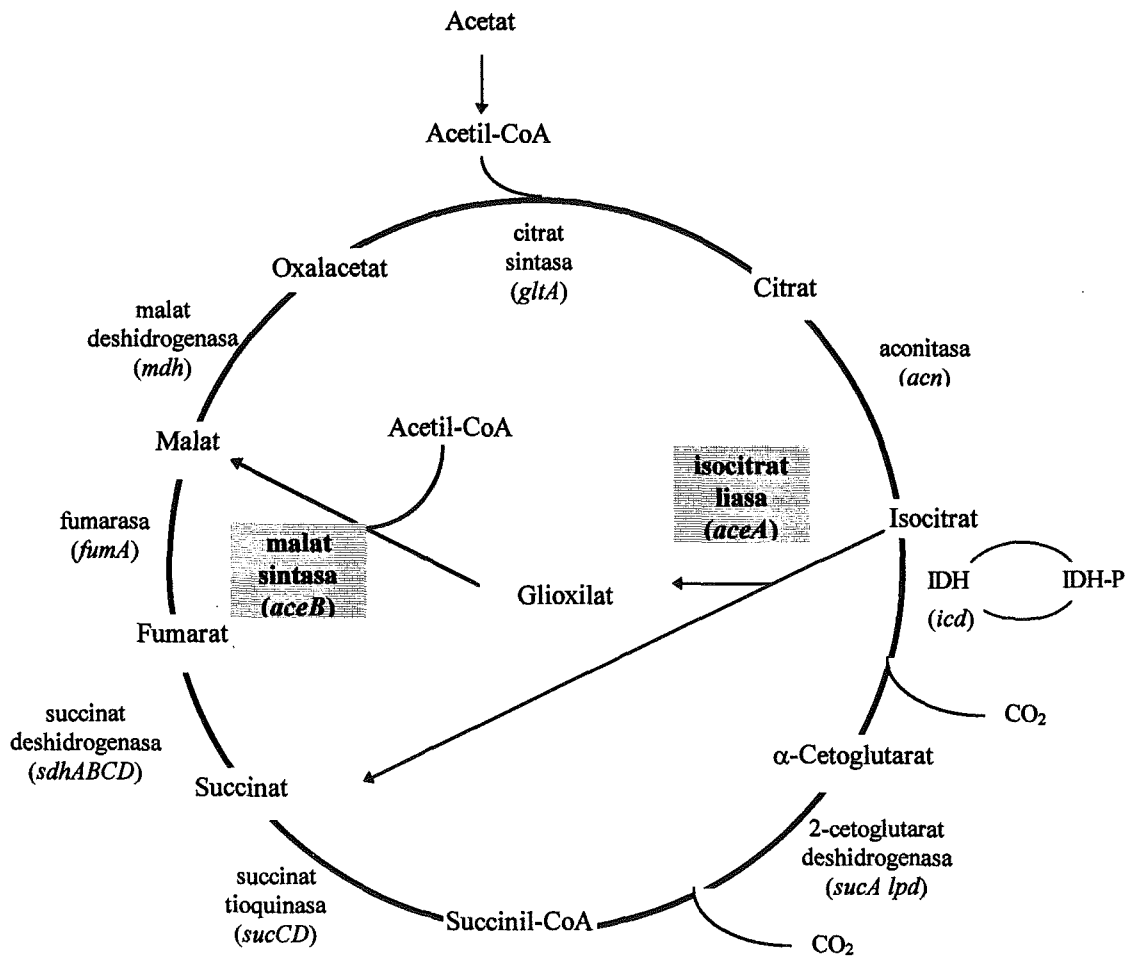 Acetat
Acetil-CoA
citrat
sintasa
(gltA)
Oxalacetat
Citrat
malat
deshidrogenasa
(mdh)
aconitasa
(acn)
Acetil-CoA
Malat
isocitrat
liasa
(aceA)
Isocitrat
fumarasa
(fumA)
malat
sintasa
(aceB)
Glioxilat
IDH
IDH-P
(icd)
Fumarat
CO₂
succinat
deshidrogenasa
(sdhABCD)
α-Cetoglutarat
Succinat
2-cetoglutarat
deshidrogenasa
(sucA lpd)
succinat
tioquinasa
(sucCD)
Succinil-CoA
CO₂